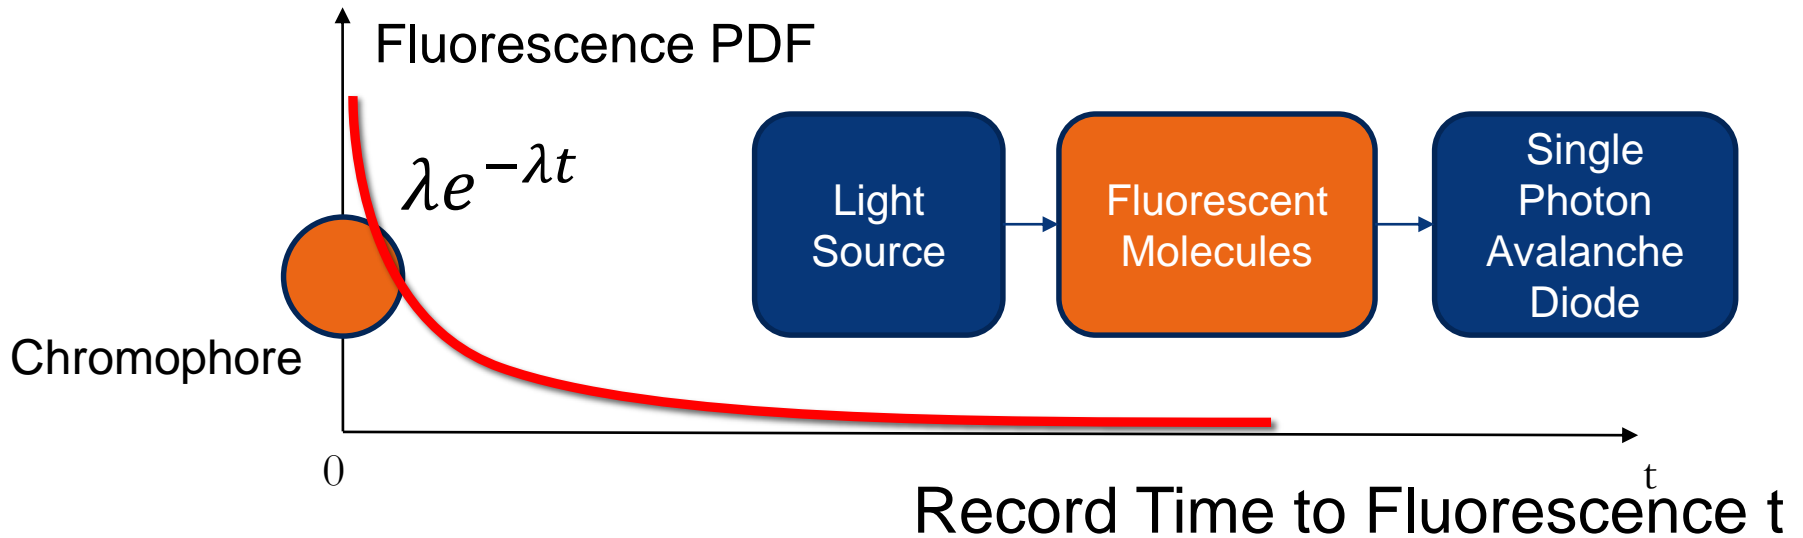 Fluorescence PDF
λe^{-λt}
Light
Source
Fluorescent
Molecules
Single
Photon
Avalanche
Diode
Chromophore
0
t
Record Time to Fluorescence t